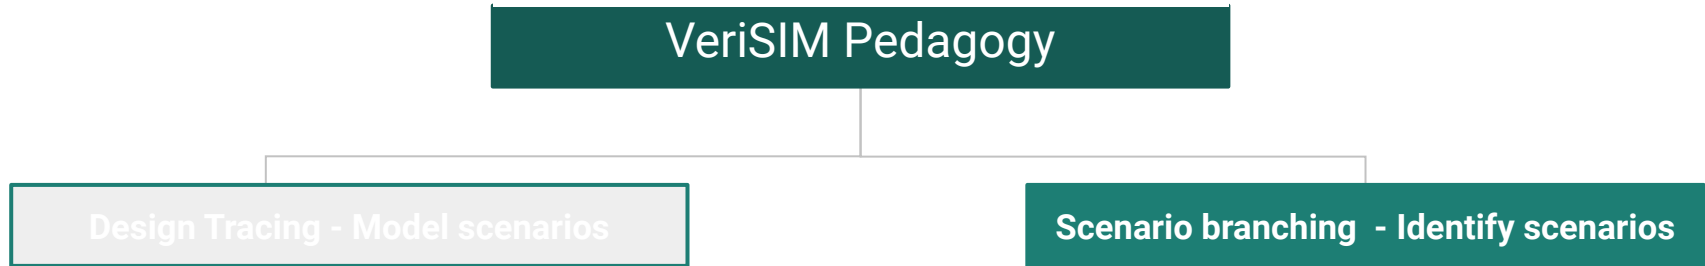 VeriSIM Pedagogy
Design Tracing - Model scenarios
Scenario branching - Identify scenarios